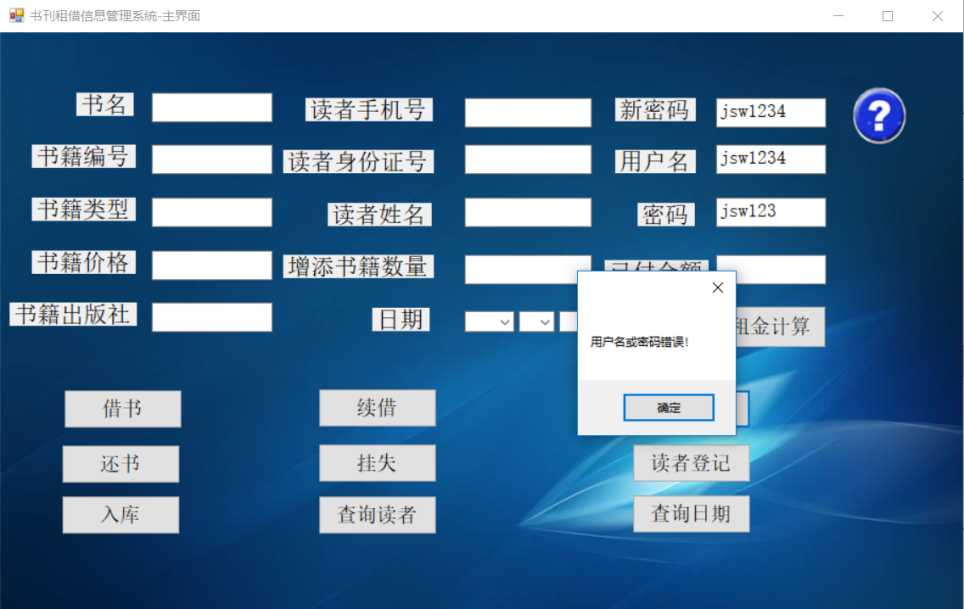 书刊租借信息管理系统-主界面
书名
读者手机号
新密码
jsw1234
书籍编号
读者身份证号
用户名
jsw1234
书籍类型
读者姓名
密码
jsw123
书籍价格
增添书籍数量
书籍出版社
日期
租金计算
用户名或密码错误!
确定
借书
续借
还书
挂失
读者登记
入库
查询读者
查询日期